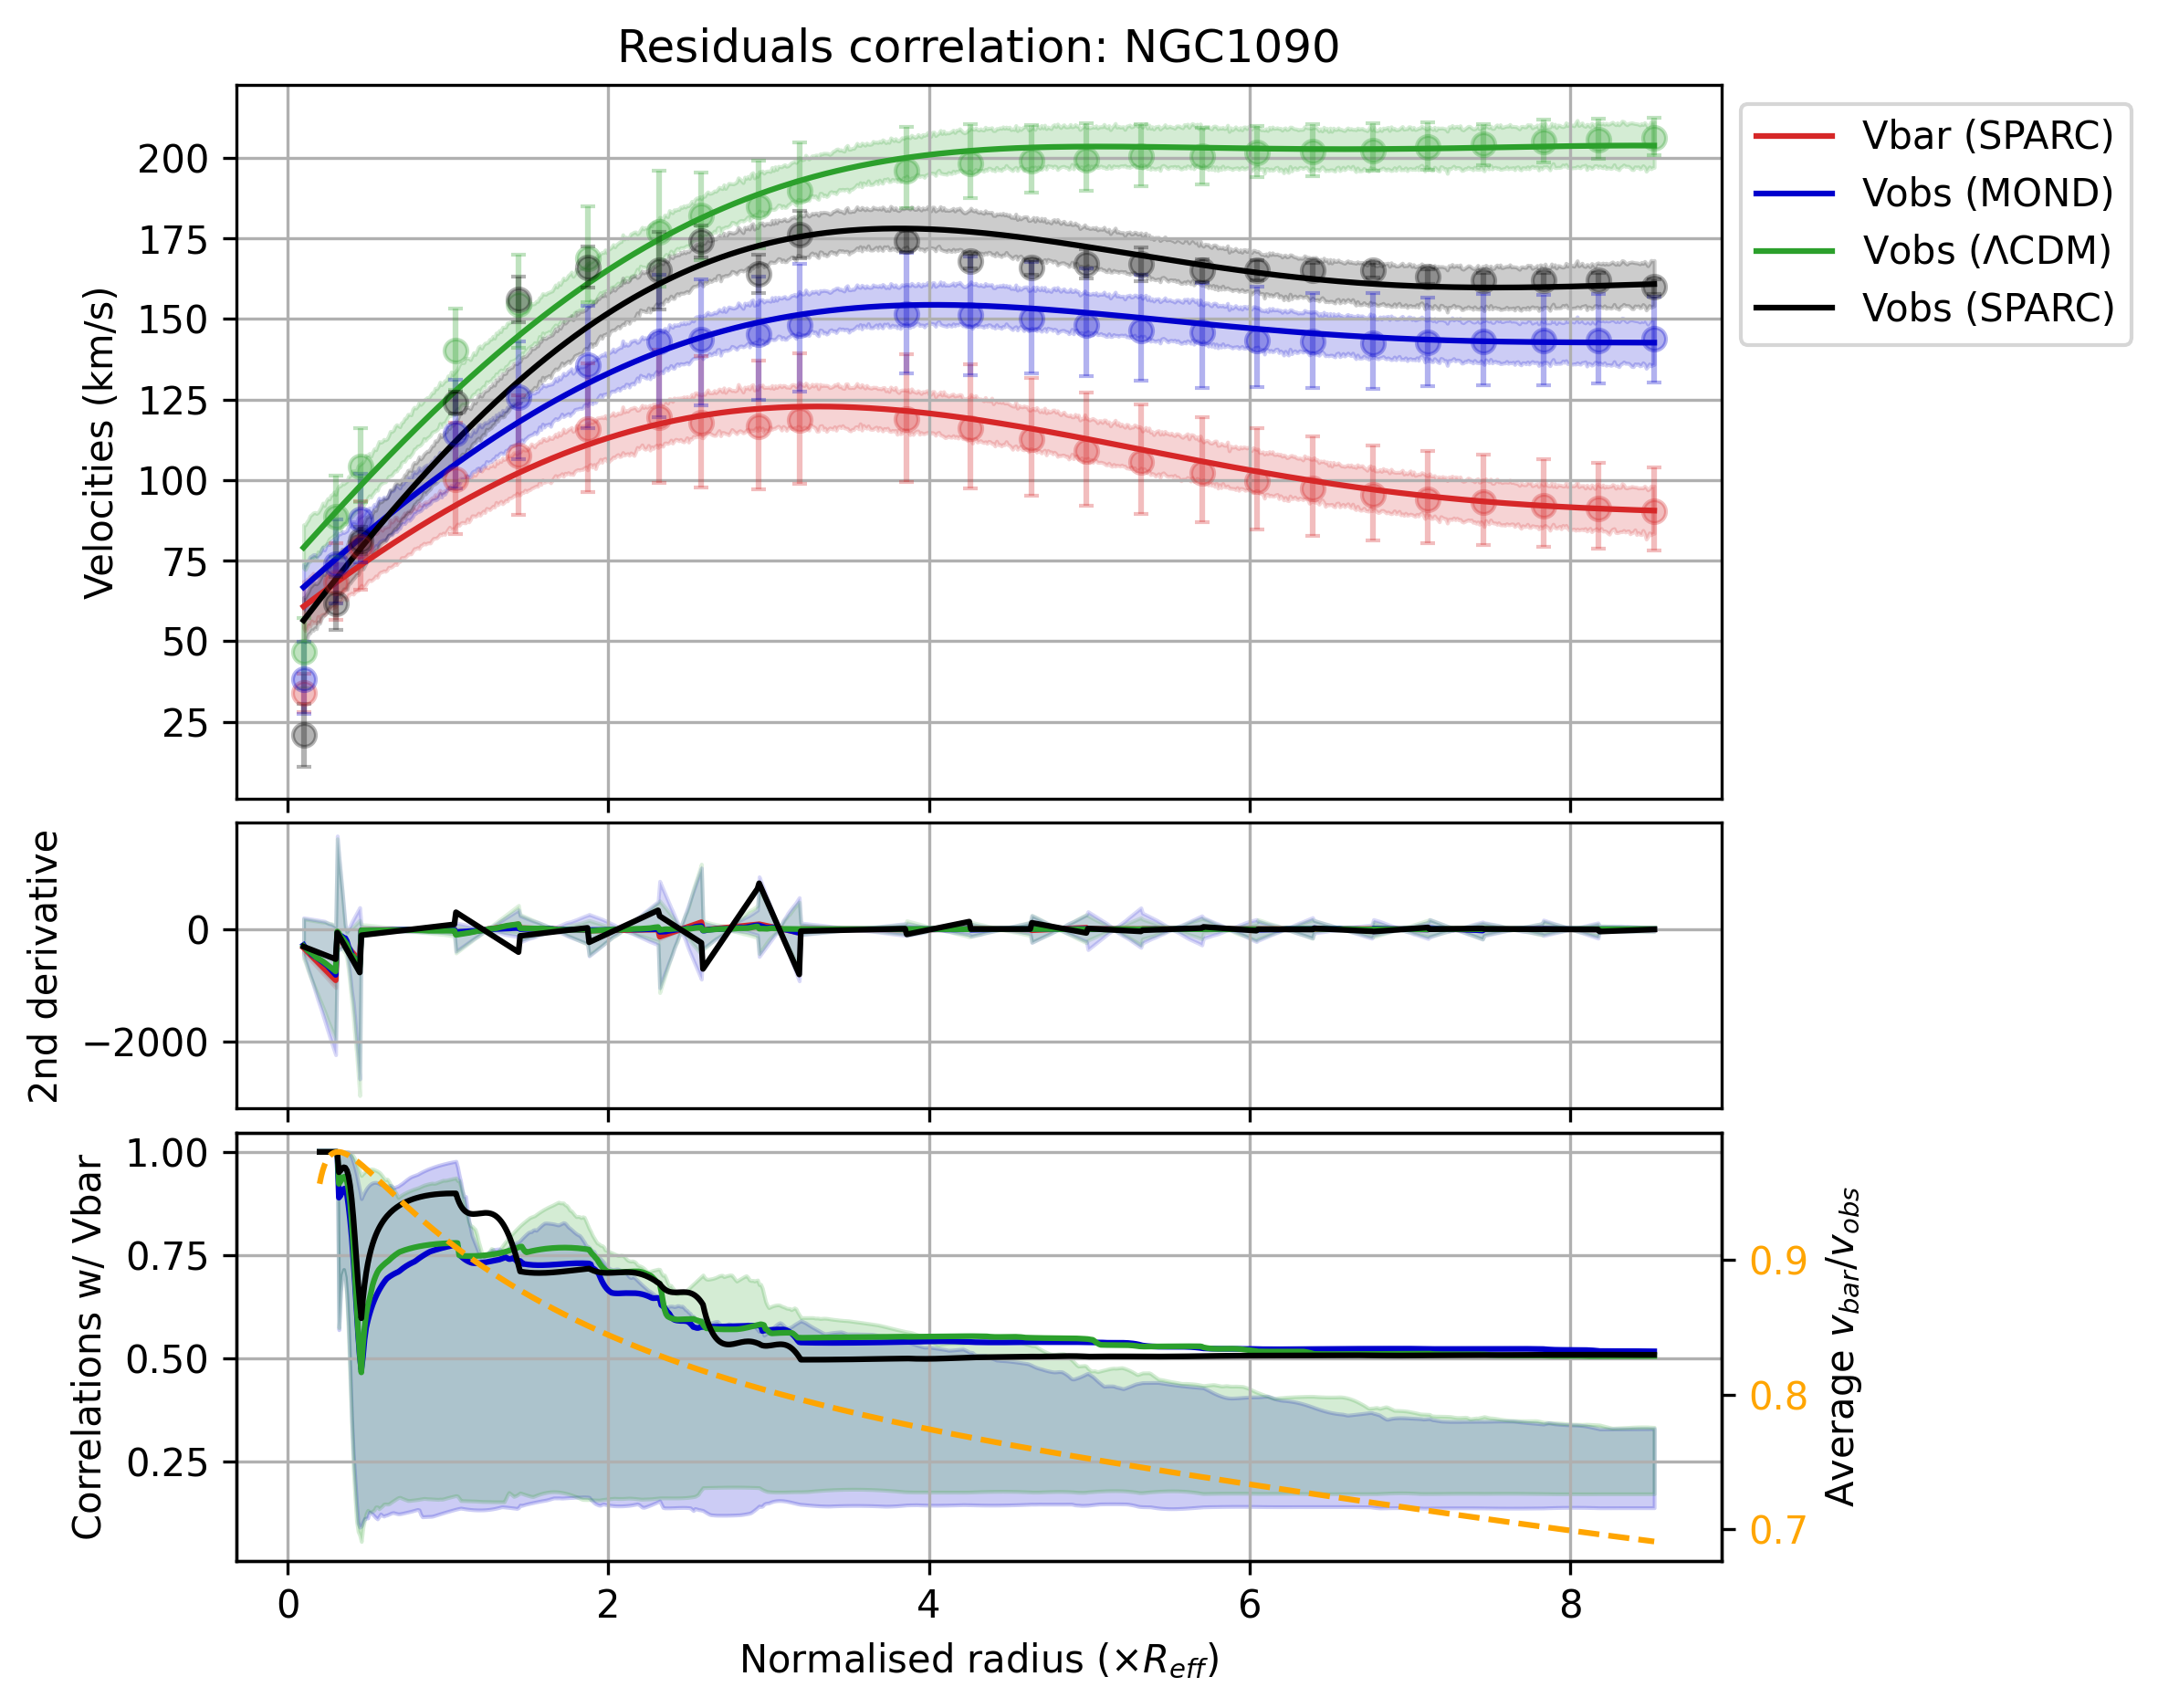 Residuals correlation: NGC1090
Velocities (km/s)
200
175
150
125
100
75
50
25
Vbar (SPARC)
Vobs (MOND)
Vobs (ΛCDM)
Vobs (SPARC)
2nd derivative
0
−2000
Correlations w/ Vbar
1.00
0.75
0.50
0.25
0.9
0.8
0.7
Average v_bar/v_obs
0 2 4 6 8
Normalised radius (×R_eff)